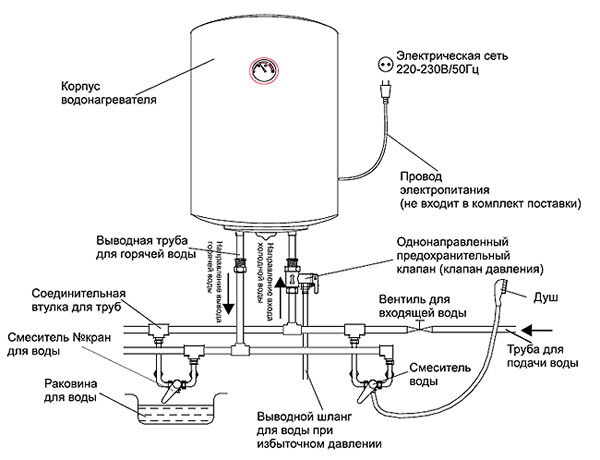 Электрическая сеть
220-230В/50Гц
Корпус
водонагревателя
Провод
электропитания
(не входит в комплект поставки)
Выводная труба
для горячей воды
Направление вывода
горячей воды
Направление входа
холодной воды
Однонаправленный
предохранительный
клапан (клапан давления)
Соединительная
втулка для труб
Вентиль для
входящей воды
Душ
Смеситель №кран
для воды
Труба для
подачи воды
Раковина
для воды
Смеситель
воды
Выводной шланг
для воды при
избыточном давлении